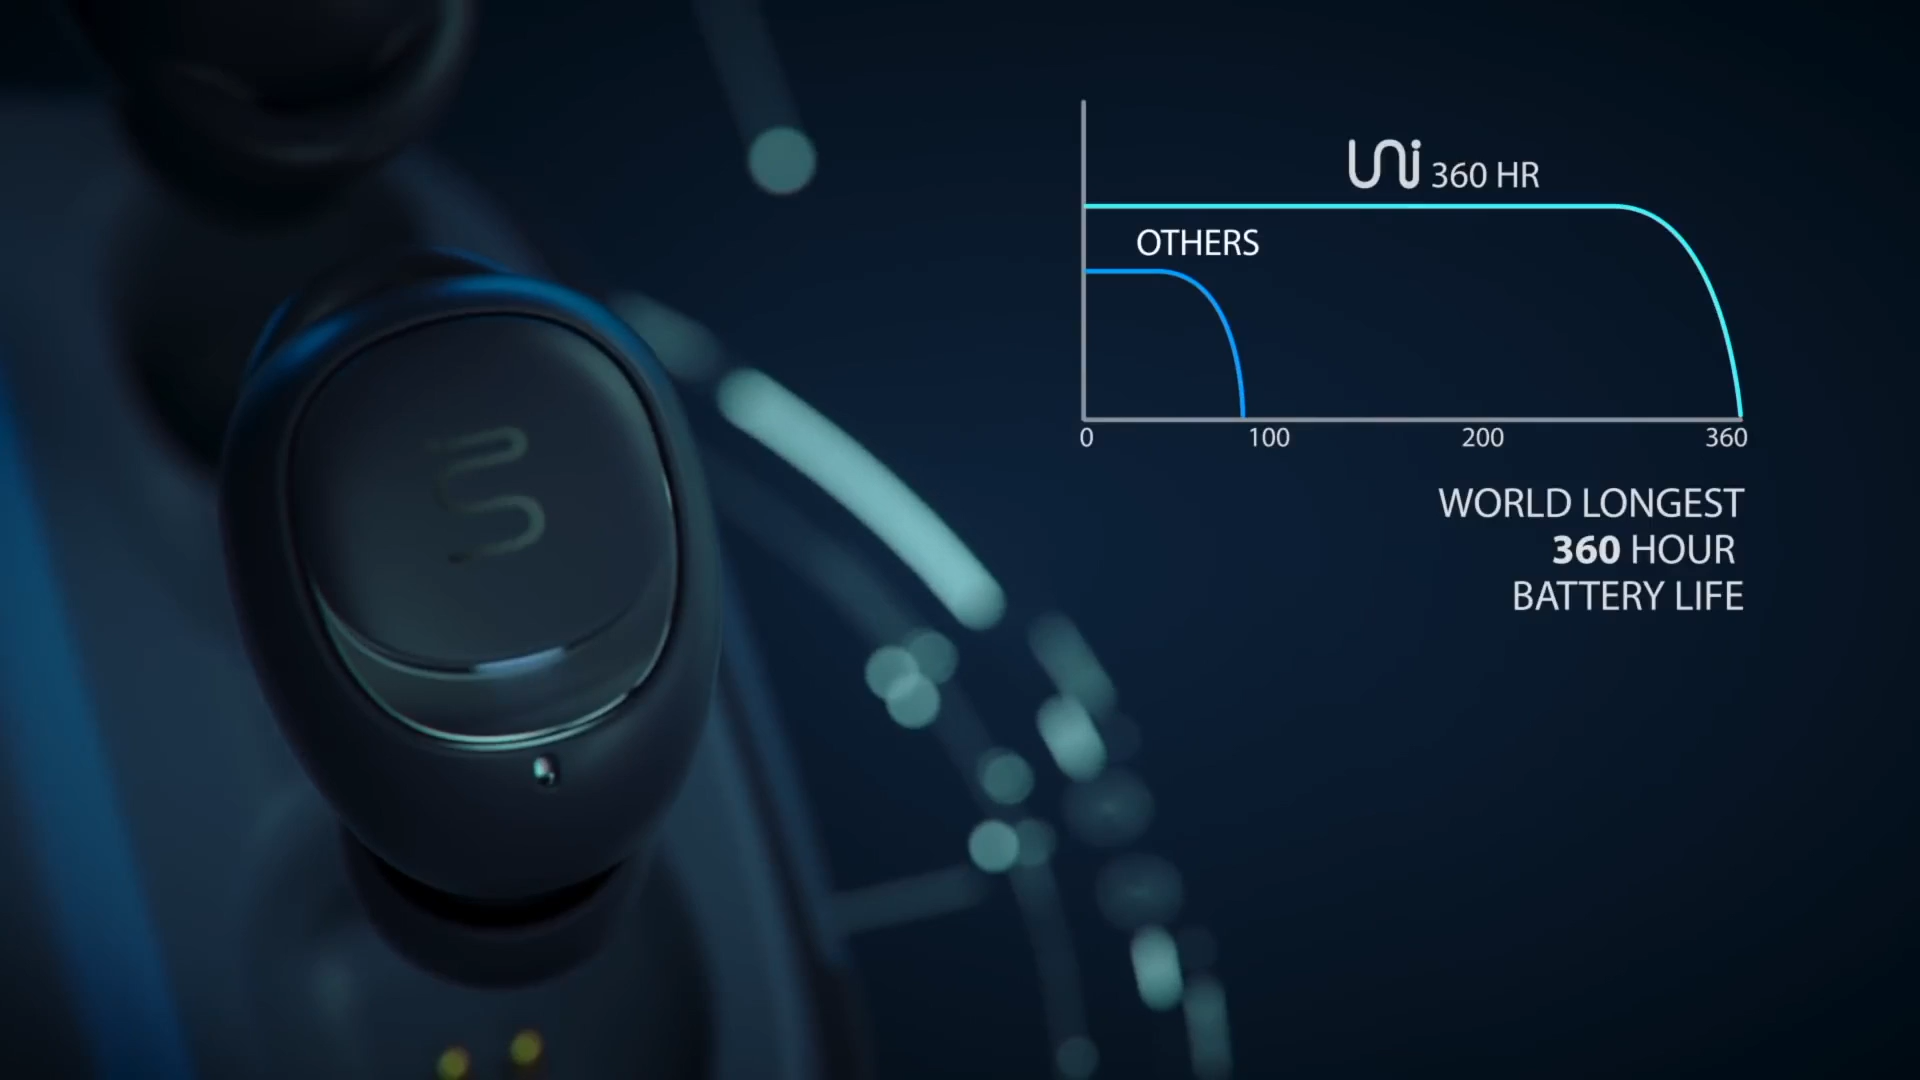 Uni 360 HR
OTHERS
0 100 200 360
WORLD LONGEST
360 HOUR
BATTERY LIFE